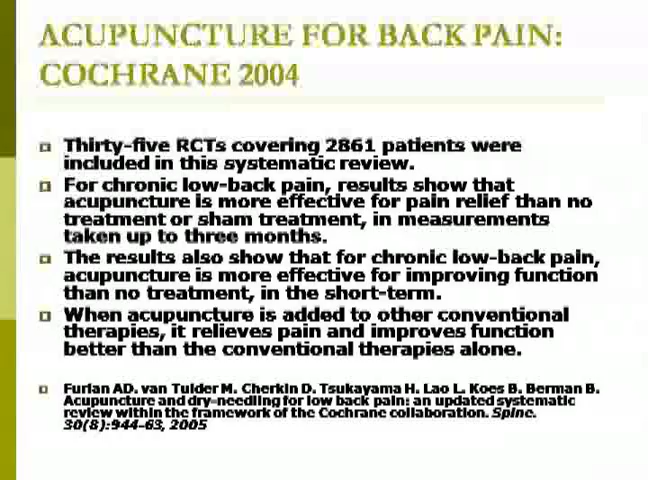 ACUPUNCTURE FOR BACK PAIN:
COCHRANE 2004
Thirty-five RCTs covering 2861 patients were
included in this systematic review.
For chronic low-back pain, results show that
acupuncture is more effective for pain relief than no
treatment or sham treatment, in measurements
taken up to three months.
The results also show that for chronic low-back pain,
acupuncture is more effective for improving function
than no treatment, in the short-term.
When acupuncture is added to other conventional
therapies, it relieves pain and improves function
better than the conventional therapies alone.
Furlan AD. van Tulder M. Cherkin D. Tsukayama H. Lao L. Koes B. Berman B.
Acupuncture and dry-needling for low back pain: an updated systematic
review within the framework of the Cochrane collaboration. Spine.
30(8):944-63, 2005